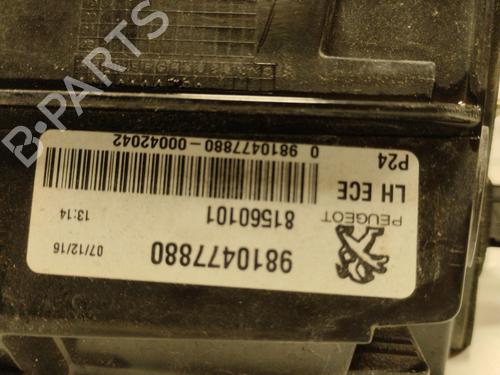 9810477880
07/12/16
PEUGEOT
81560101
13:14
LH ECE
P24
0 9810477880-00042042
B-PARTS